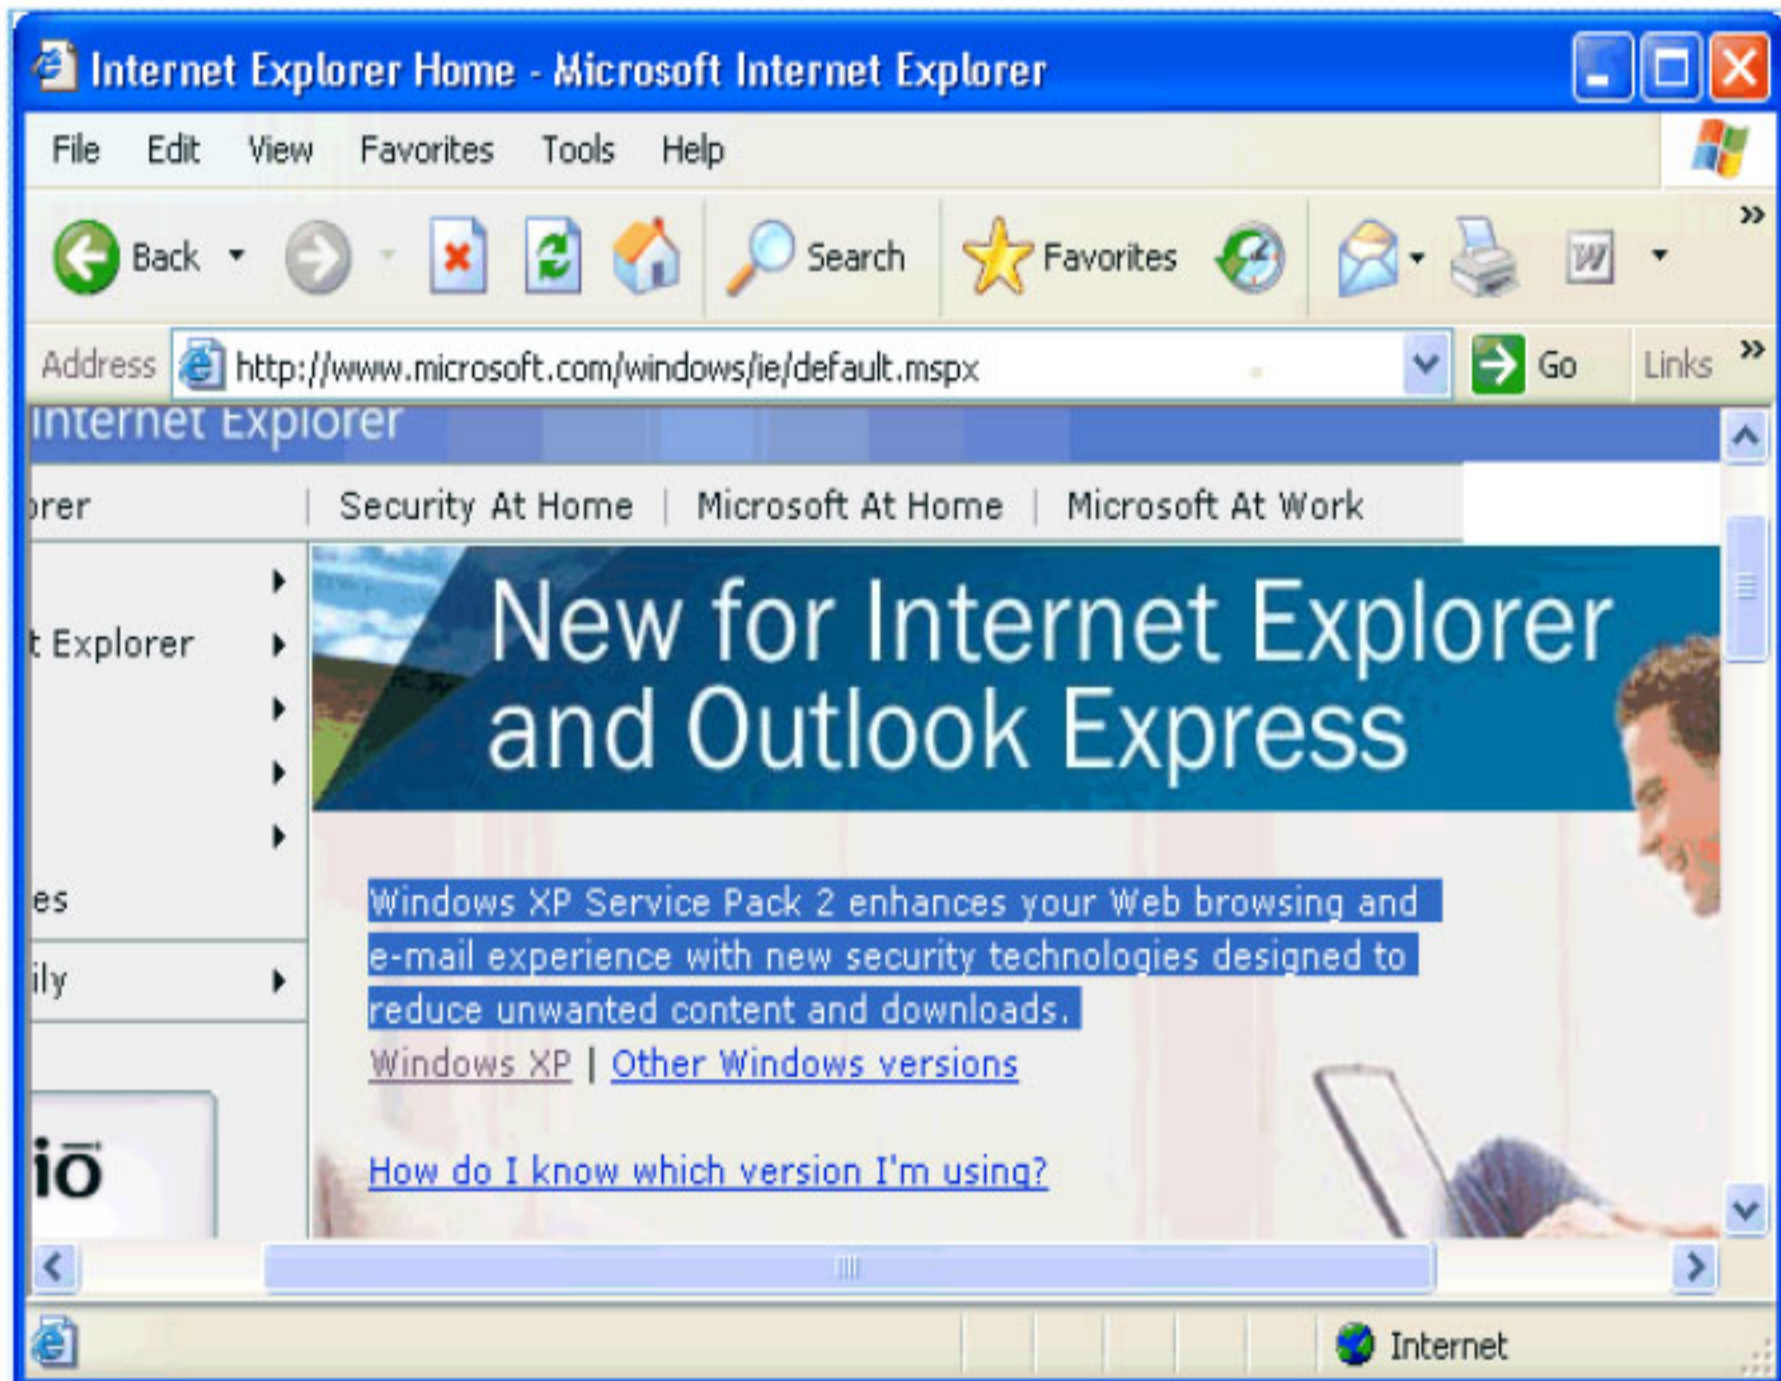 Internet Explorer Home - Microsoft Internet Explorer
File Edit View Favorites Tools Help
Back Search Favorites W »
Address http://www.microsoft.com/windows/ie/default.mspx Go Links »
Internet Explorer
orer | Security At Home | Microsoft At Home | Microsoft At Work
New for Internet Explorer
and Outlook Express
t Explorer
es
ily
Windows XP Service Pack 2 enhances your Web browsing and
e-mail experience with new security technologies designed to
reduce unwanted content and downloads.
Windows XP | Other Windows versions
How do I know which version I'm using?
iō
Internet